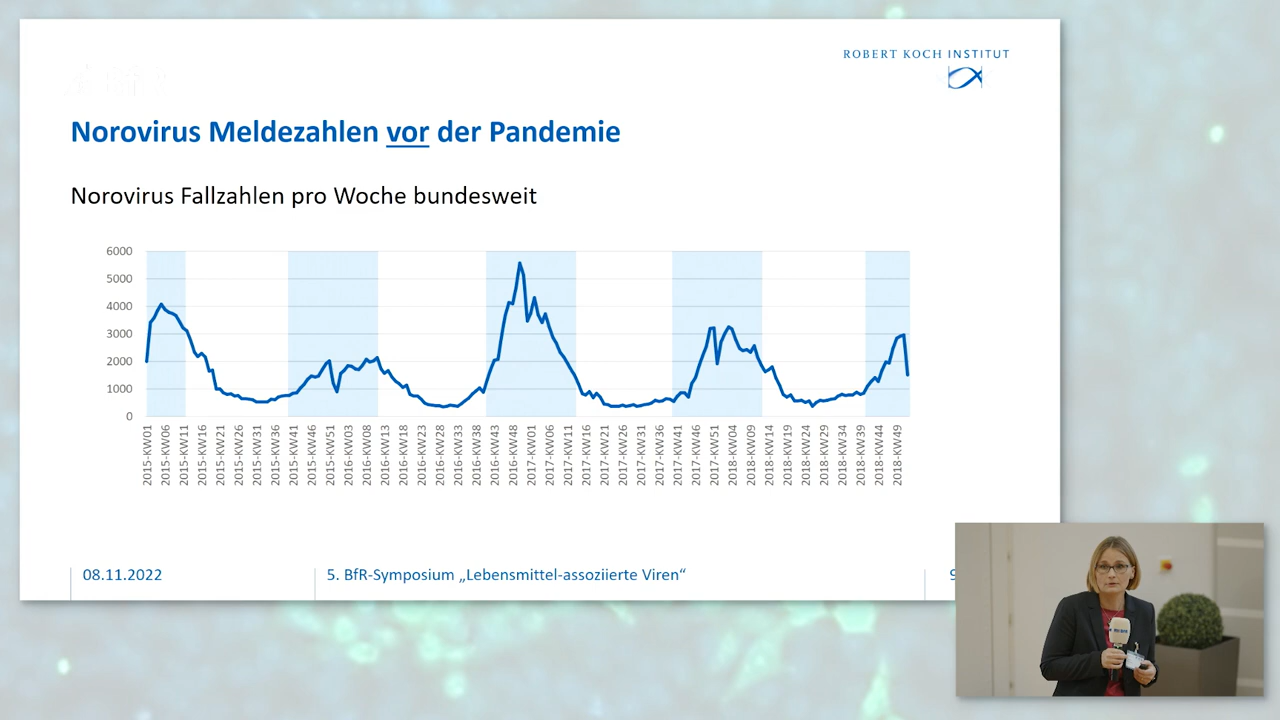 ROBERT KOCH INSTITUT
Norovirus Meldezahlen vor der Pandemie
Norovirus Fallzahlen pro Woche bundesweit
6000
5000
4000
3000
2000
1000
0
2015-KW01
2015-KW06
2015-KW11
2015-KW16
2015-KW21
2015-KW26
2015-KW31
2015-KW36
2015-KW41
2015-KW46
2015-KW51
2016-KW03
2016-KW08
2016-KW13
2016-KW18
2016-KW23
2016-KW28
2016-KW33
2016-KW38
2016-KW43
2016-KW48
2017-KW01
2017-KW06
2017-KW11
2017-KW16
2017-KW21
2017-KW26
2017-KW31
2017-KW36
2017-KW41
2017-KW46
2017-KW51
2018-KW04
2018-KW09
2018-KW14
2018-KW19
2018-KW24
2018-KW29
2018-KW34
2018-KW39
2018-KW44
2018-KW49
08.11.2022
5. BfR-Symposium „Lebensmittel-assoziierte Viren“